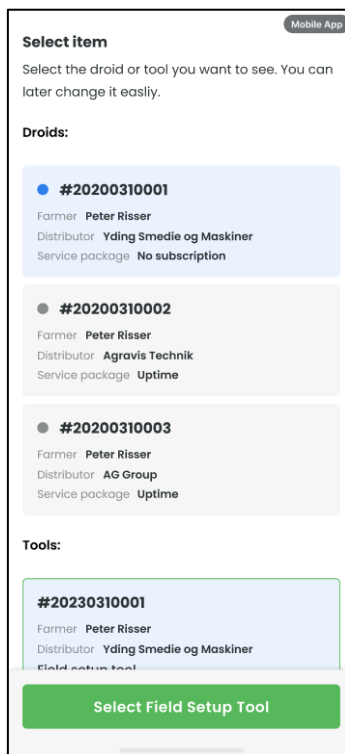 Mobile App
Select item
Select the droid or tool you want to see. You can
later change it easliy.
Droids:
#20200310001
Farmer Peter Risser
Distributor Yding Smedie og Maskiner
Service package No subscription
#20200310002
Farmer Peter Risser
Distributor Agravis Technik
Service package Uptime
#20200310003
Farmer Peter Risser
Distributor AG Group
Service package Uptime
Tools:
#20230310001
Farmer Peter Risser
Distributor Yding Smedie og Maskiner
Field setup tool
Select Field Setup Tool